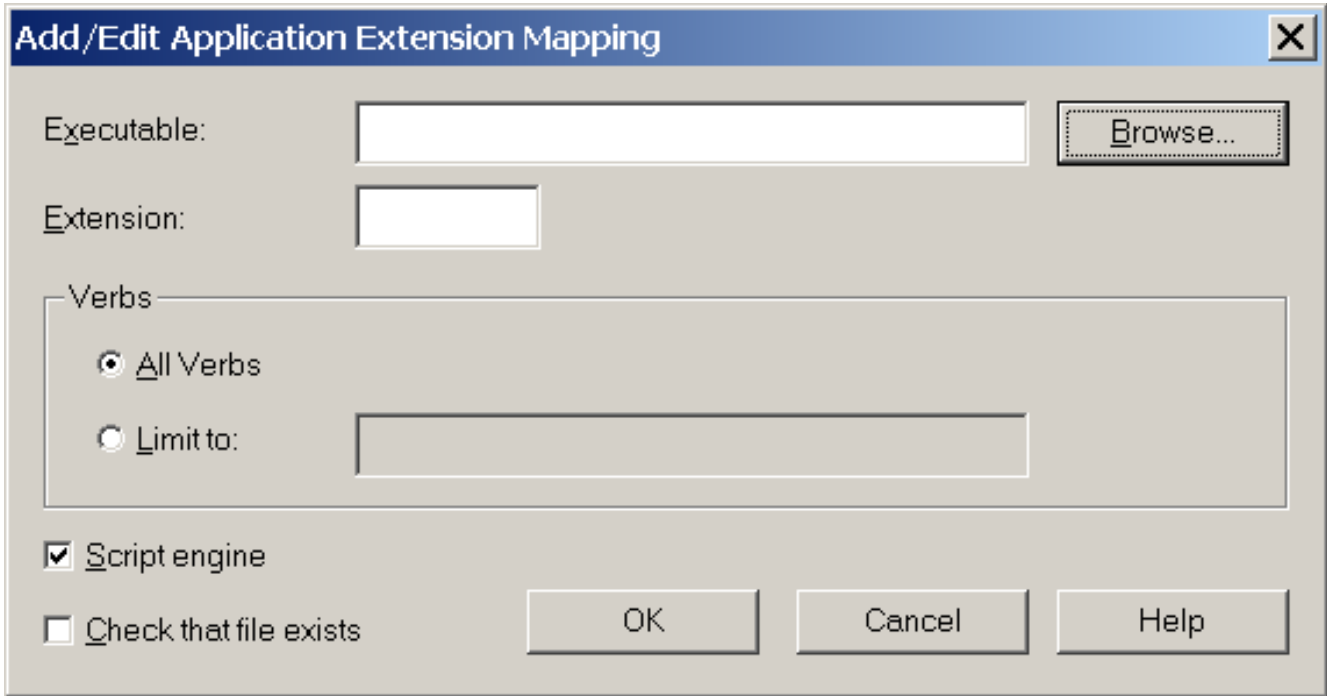 Add/Edit Application Extension Mapping
Executable:
Browse...
Extension:
Verbs
All Verbs
Limit to:
Script engine
Check that file exists
OK
Cancel
Help